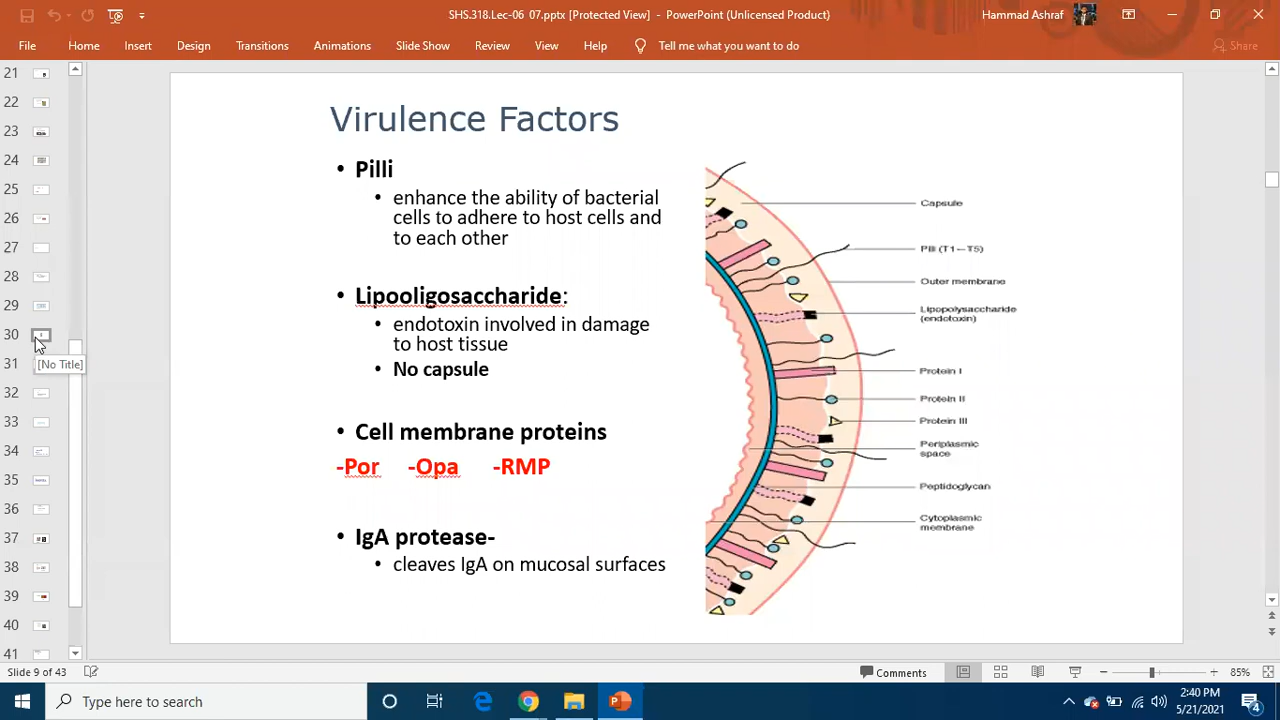 SHS.318.Lec-06 07.pptx [Protected View] - PowerPoint (Unlicensed Product)
Hammad Ashraf
File Home Insert Design Transitions Animations Slide Show Review View Help Tell me what you want to do
Share
21
22
23
24
25
26
27
28
29
30
31
[No Title]
32
33
34
35
36
37
38
39
40
41
Virulence Factors
• Pilli
• enhance the ability of bacterial
cells to adhere to host cells and
to each other
• Lipooligosaccharide:
• endotoxin involved in damage
to host tissue
• No capsule
• Cell membrane proteins
-Por -Opa -RMP
• IgA protease-
• cleaves IgA on mucosal surfaces
Capsule
Pili (T1–T5)
Outer membrane
Lipopolysaccharide
(endotoxin)
Protein I
Protein II
Protein III
Periplasmic
space
Peptidoglycan
Cytoplasmic
membrane
Slide 9 of 43
Comments
85%
Type here to search
2:40 PM
5/21/2021
4